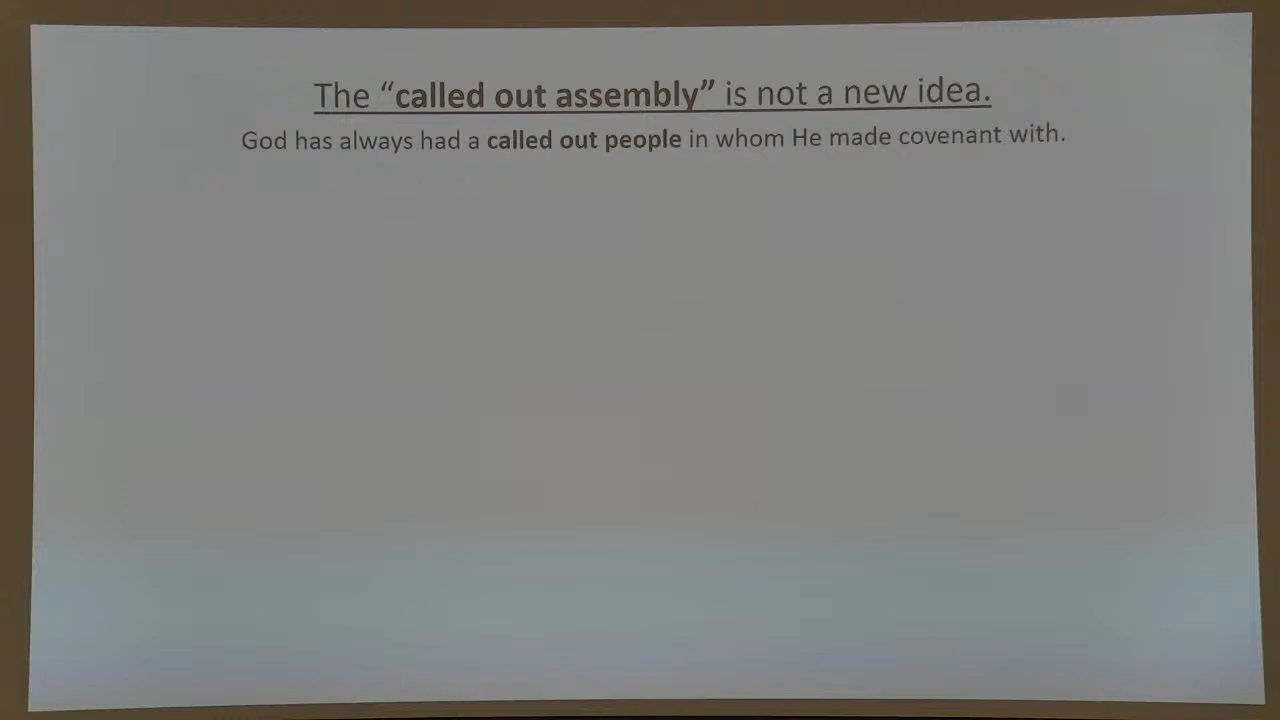 The “called out assembly” is not a new idea.
God has always had a called out people in whom He made covenant with.